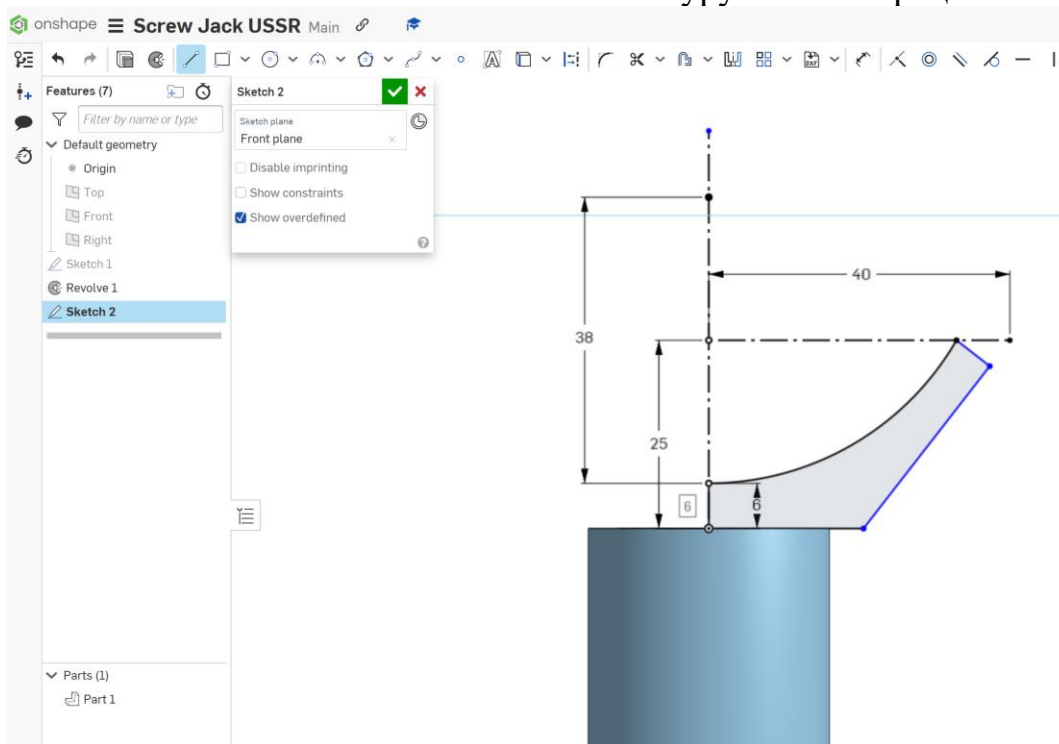 onshape Screw Jack USSR Main
Features (7)
Filter by name or type
Default geometry
Origin
Top
Front
Right
Sketch 1
Revolve 1
Sketch 2
Sketch 2
Sketch plane
Front plane
Disable imprinting
Show constraints
Show overdefined
40
38
25
6
6
Parts (1)
Part 1